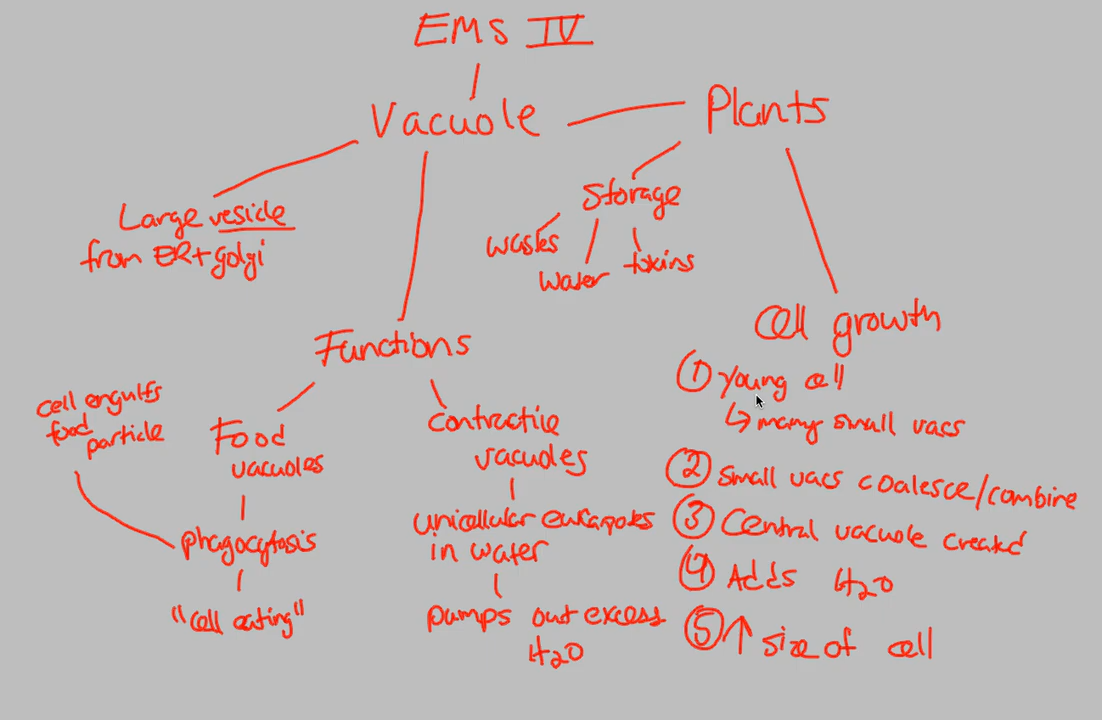 EMS IV
Vacuole
Plants
Large vesicle
from ER+golgi
Storage
wastes
water
toxins
Functions
Food
vacuoles
phagocytosis
"cell eating"
cell engulfs
food
particle
contractile
vacuoles
unicellular eukaryotes
in water
pumps out excess
H2O
Cell growth
① young cell
↳ many small vacs
② Small vacs coalesce/combine
③ Central vacuole created
④ Adds H2O
⑤ ↑ size of cell